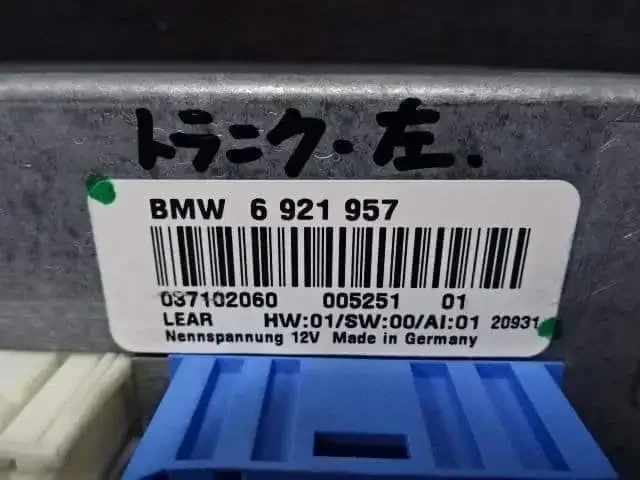 トラニク・左.
BMW 6 921 957
037102060 005251 01
LEAR HW:01/SW:00/AI:01 20931
Nennspannung 12V Made in Germany